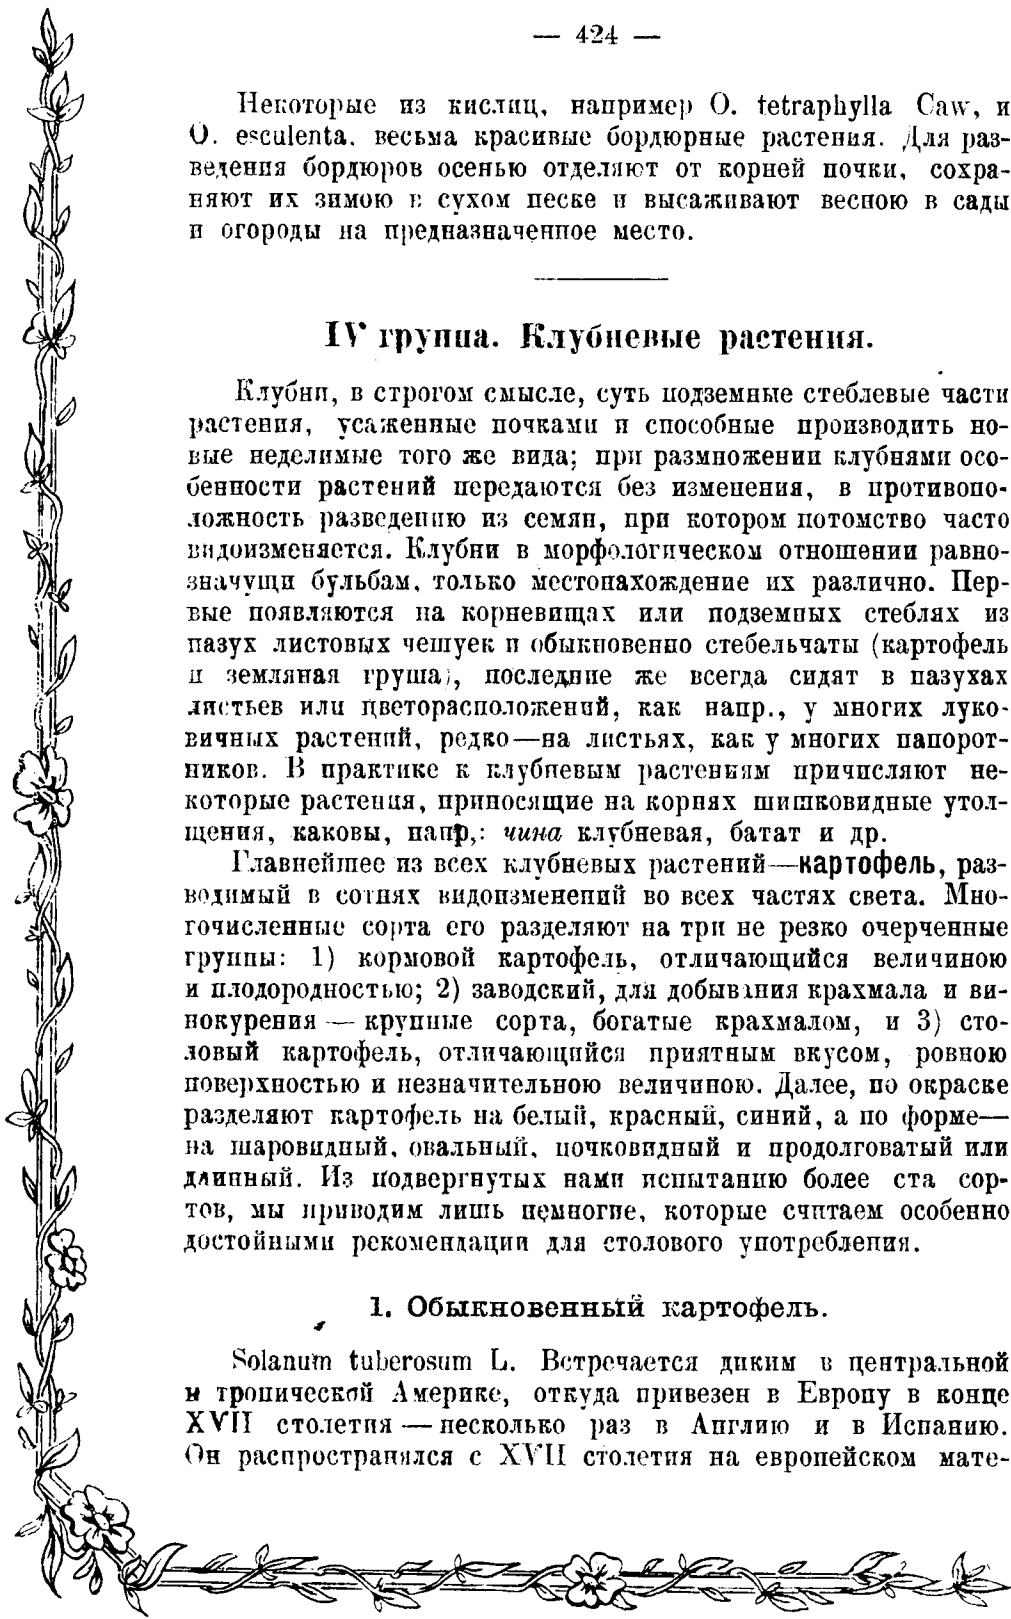 — 424 —
Некоторые из кислиц, например O. tetraphylla Caw, и
O. esculenta, весьма красивые бордюрные растения. Для раз-
ведения бордюров осенью отделяют от корней почки, сохра-
няют их зимою в сухом песке и высаживают весною в сады
и огороды на предназначенное место.
IV группа. Клубневые растения.
Клубни, в строгом смысле, суть подземные стеблевые части
растения, усаженные почками и способные производить но-
вые неделимые того же вида; при размножении клубнями осо-
бенности растений передаются без изменения, в противопо-
ложность разведению из семян, при котором потомство часто
видоизменяется. Клубни в морфологическом отношении равно-
значущи бульбам, только местонахождение их различно. Пер-
вые появляются на корневищах или подземных стеблях из
пазух листовых чешуек и обыкновенно стебельчаты (картофель
и земляная груша), последние же всегда сидят в пазухах
листьев или цветорасположений, как напр., у многих луко-
вичных растений, редко—на листьях, как у многих папорот-
ников. В практике к клубневым растениям причисляют не-
которые растения, приносящие на корнях шишковидные утол-
щения, каковы, напр,: чина клубневая, батат и др.
Главнейшее из всех клубневых растений—картофель, раз-
водимый в сотнях видоизменений во всех частях света. Мно-
гочисленные сорта его разделяют на три не резко очерченные
группы: 1) кормовой картофель, отличающийся величиною
и плодородностью; 2) заводский, для добывания крахмала и ви-
нокурения — крупные сорта, богатые крахмалом, и 3) сто-
ловый картофель, отличающийся приятным вкусом, ровною
поверхностью и незначительною величиною. Далее, по окраске
разделяют картофель на белый, красный, синий, а по форме—
на шаровидный, овальный, почковидный и продолговатый или
длинный. Из подвергнутых нами испытанию более ста сор-
тов, мы приводим лишь немногие, которые считаем особенно
достойными рекомендации для столового употребления.
1. Обыкновенный картофель.
Solanum tuberosum L. Встречается диким в центральной
и тропической Америке, откуда привезен в Европу в конце
XVII столетия — несколько раз в Англию и в Испанию.
Он распространялся с XVII столетия на европейском мате-